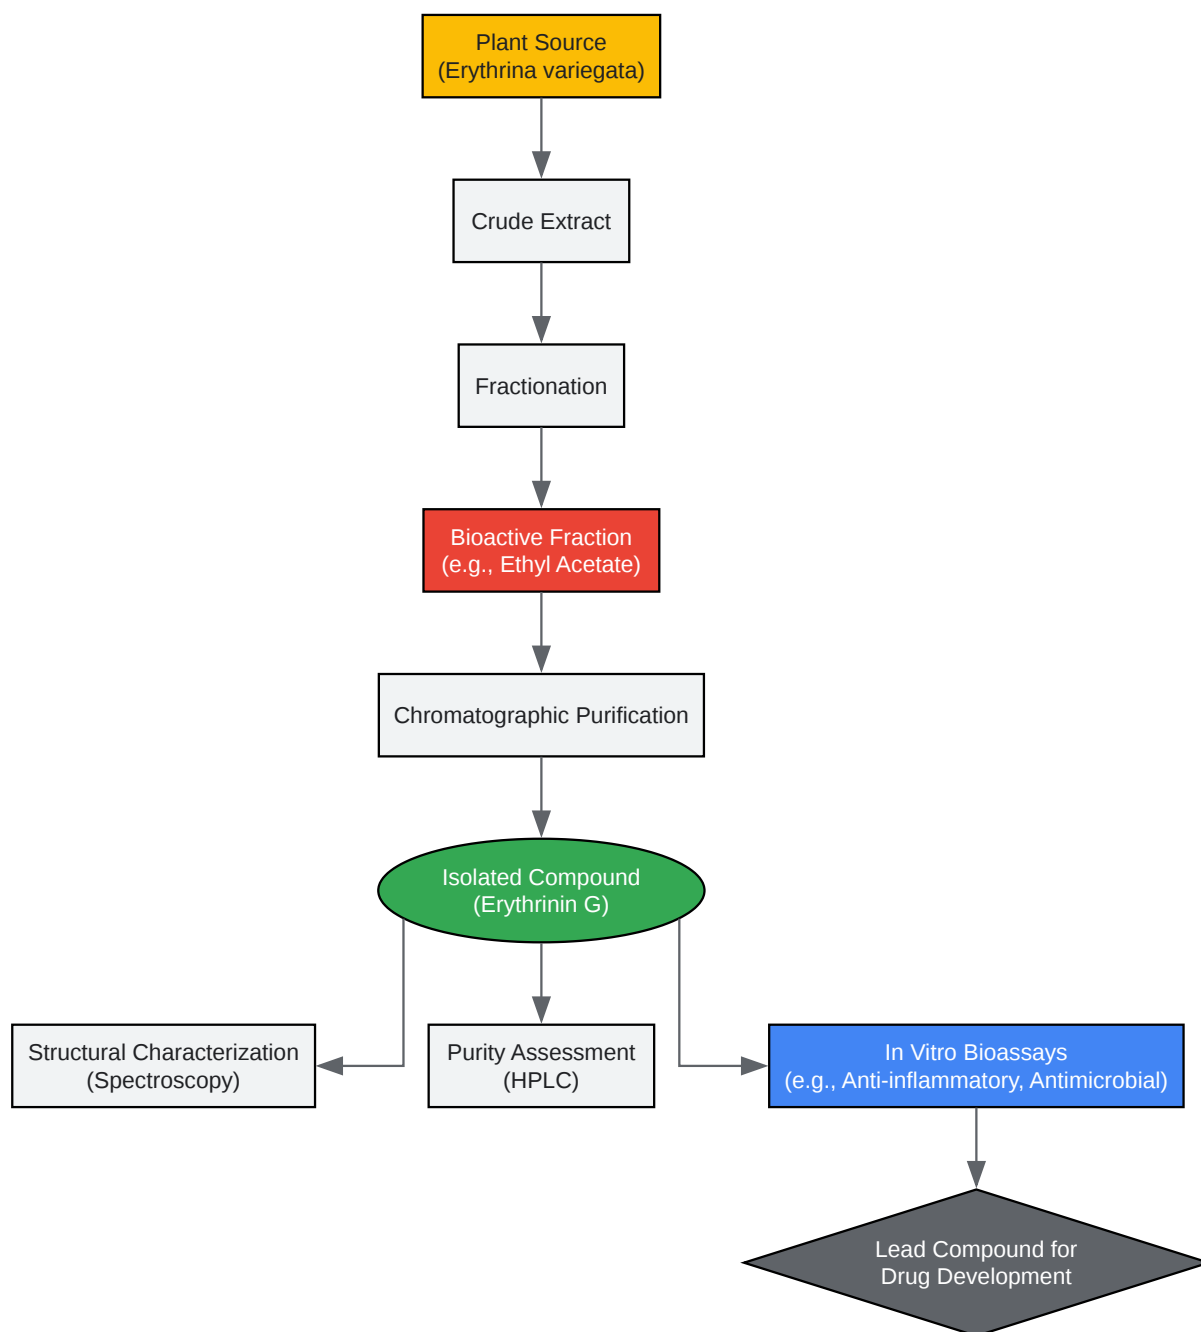 Plant Source
(Erythrina variegata)
Crude Extract
Fractionation
Bioactive Fraction
(e.g., Ethyl Acetate)
Chromatographic Purification
Isolated Compound
(Erythrinin G)
Structural Characterization
(Spectroscopy)
Purity Assessment
(HPLC)
In Vitro Bioassays
(e.g., Anti-inflammatory, Antimicrobial)
Lead Compound for
Drug Development